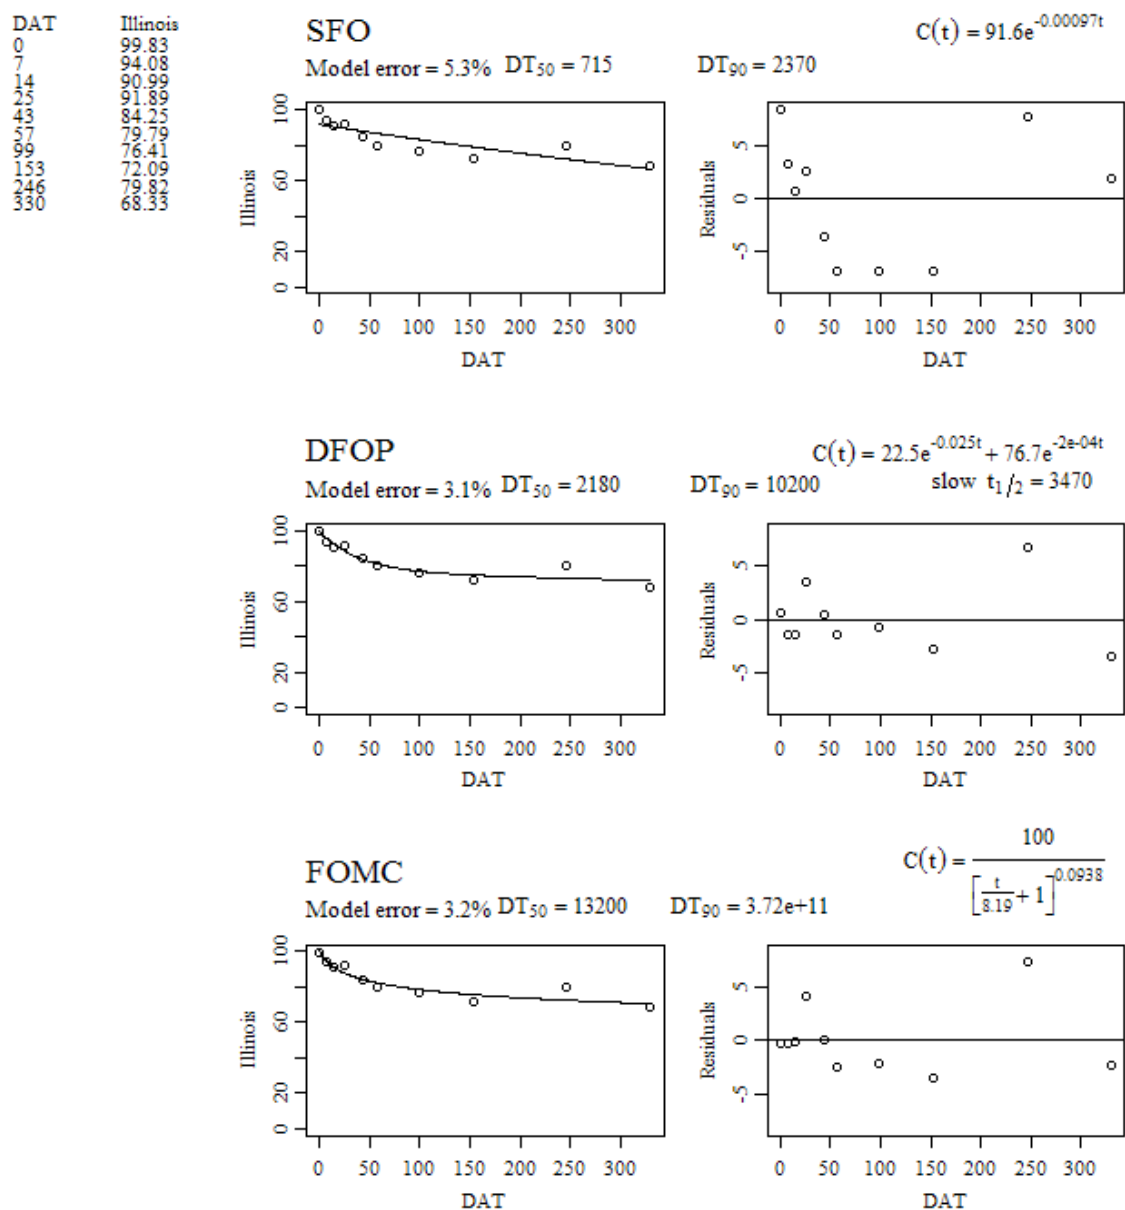 DAT Illinois
0 99.83
7 94.08
14 90.99
25 91.89
43 84.25
57 79.79
99 76.41
153 72.09
246 79.82
330 68.33
SFO
C(t) = 91.6e^-0.00097t
Model error = 5.3% DT50 = 715 DT90 = 2370
Illinois
0 20 60 100
0 50 100 150 200 250 300
DAT
Residuals
-5 0 5
0 50 100 150 200 250 300
DAT
DFOP
C(t) = 22.5e^-0.025t + 76.7e^-2e-04t
Model error = 3.1% DT50 = 2180 DT90 = 10200 slow t1/2 = 3470
Illinois
0 20 60 100
0 50 100 150 200 250 300
DAT
Residuals
-5 0 5
0 50 100 150 200 250 300
DAT
FOMC
C(t) = 100 / [t/8.19 + 1]^0.0938
Model error = 3.2% DT50 = 13200 DT90 = 3.72e+11
Illinois
0 20 60 100
0 50 100 150 200 250 300
DAT
Residuals
-5 0 5
0 50 100 150 200 250 300
DAT